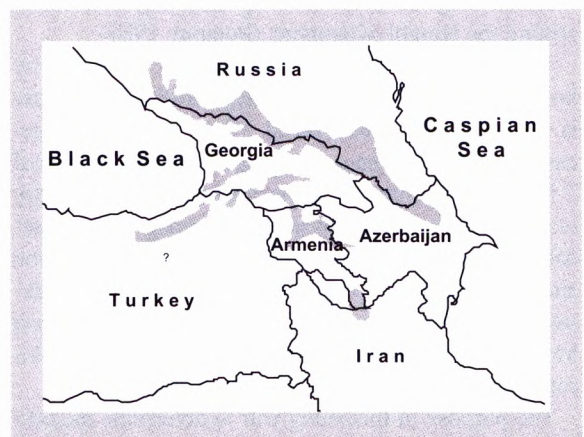 Russia
Caspian
Sea
Black Sea
Georgia
Armenia
Azerbaijan
?
Turkey
Iran